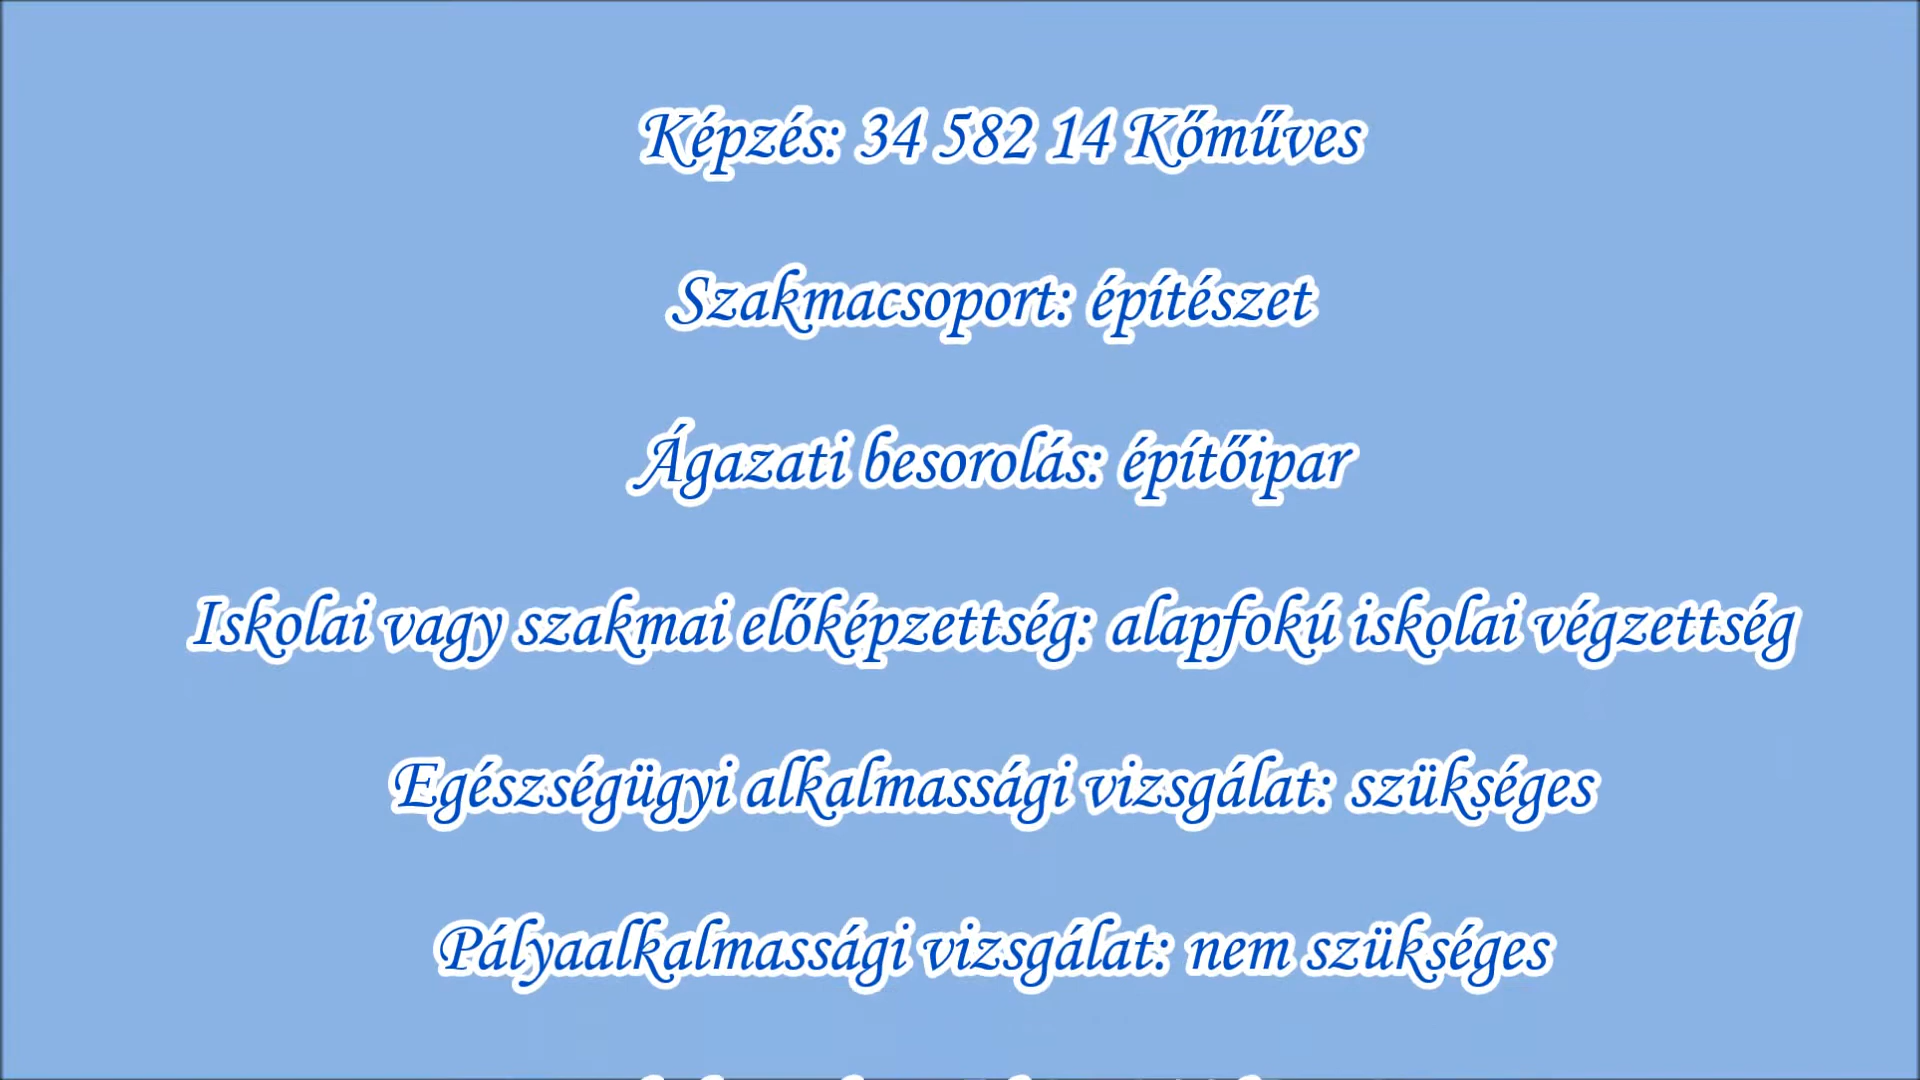 Képzés: 34 582 14 Kőműves
Szakmacsoport: építészet
Ágazati besorolás: építőipar
Iskolai vagy szakmai előképzettség: alapfokú iskolai végzettség
Egészségügyi alkalmassági vizsgálat: szükséges
Pályaalkalmassági vizsgálat: nem szükséges